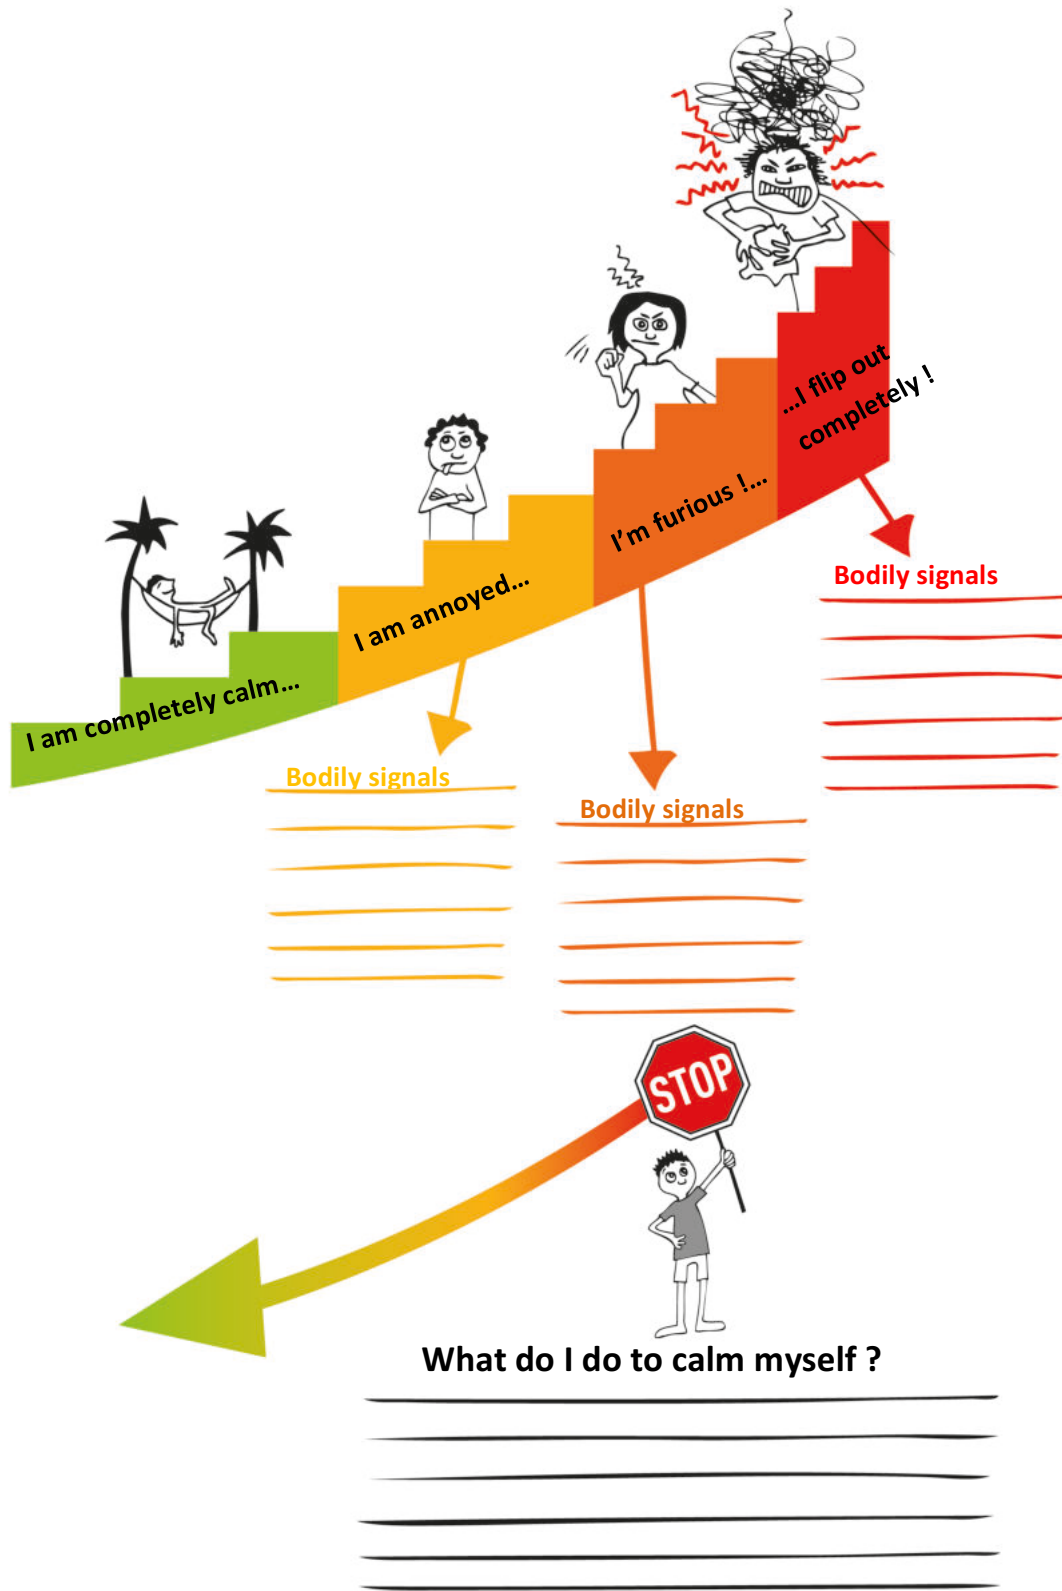 ...I flip out
completely !
I'm furious !...
I am annoyed...
I am completely calm...
Bodily signals
Bodily signals
Bodily signals
STOP
What do I do to calm myself ?